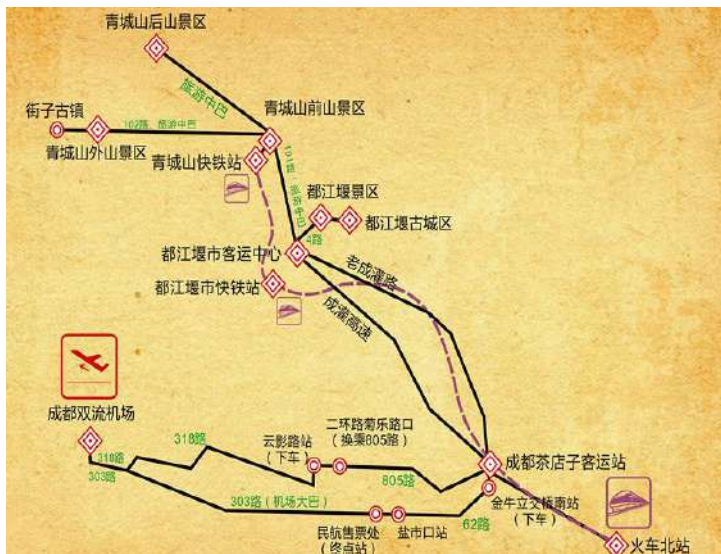 青城山后山景区
旅游中巴
街子古镇
青城山前山景区
102路、旅游中巴
青城山外山景区
青城山快铁站
101路、旅游中巴
都江堰景区
都江堰古城区
4路
都江堰市客运中心
老成灌路
都江堰市快铁站
成灌高速
成都双流机场
二环路菊乐路口
(换乘805路)
云影路站
(下车)
318路
318路
303路
805路
成都茶店子客运站
303路(机场大巴)
金牛立交桥南站
(下车)
62路
民航售票处
(终点站)
盐市口站
火车北站